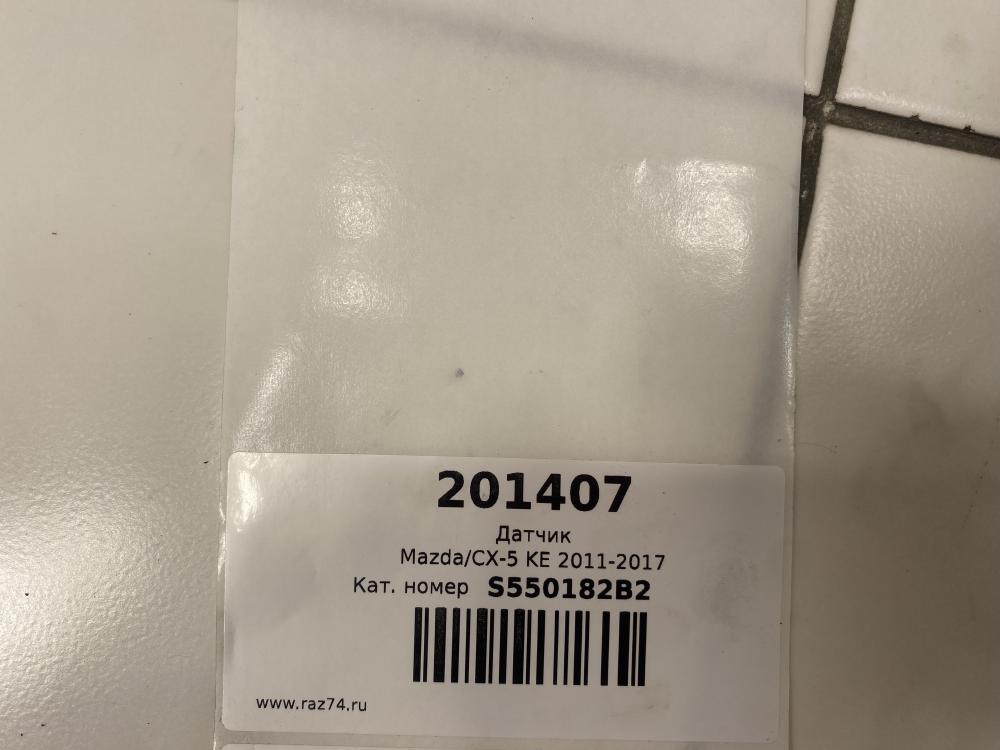 201407
Датчик
Mazda/CX-5 KE 2011-2017
Кат. номер S550182B2
www.raz74.ru